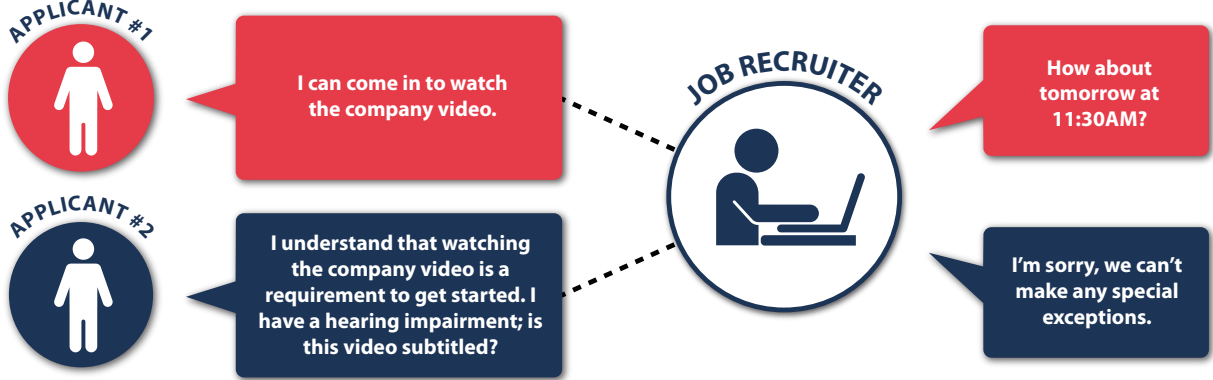 APPLICANT #1
I can come in to watch
the company video.
JOB RECRUITER
How about
tomorrow at
11:30AM?
APPLICANT #2
I understand that watching
the company video is a
requirement to get started. I
have a hearing impairment; is
this video subtitled?
I’m sorry, we can’t
make any special
exceptions.